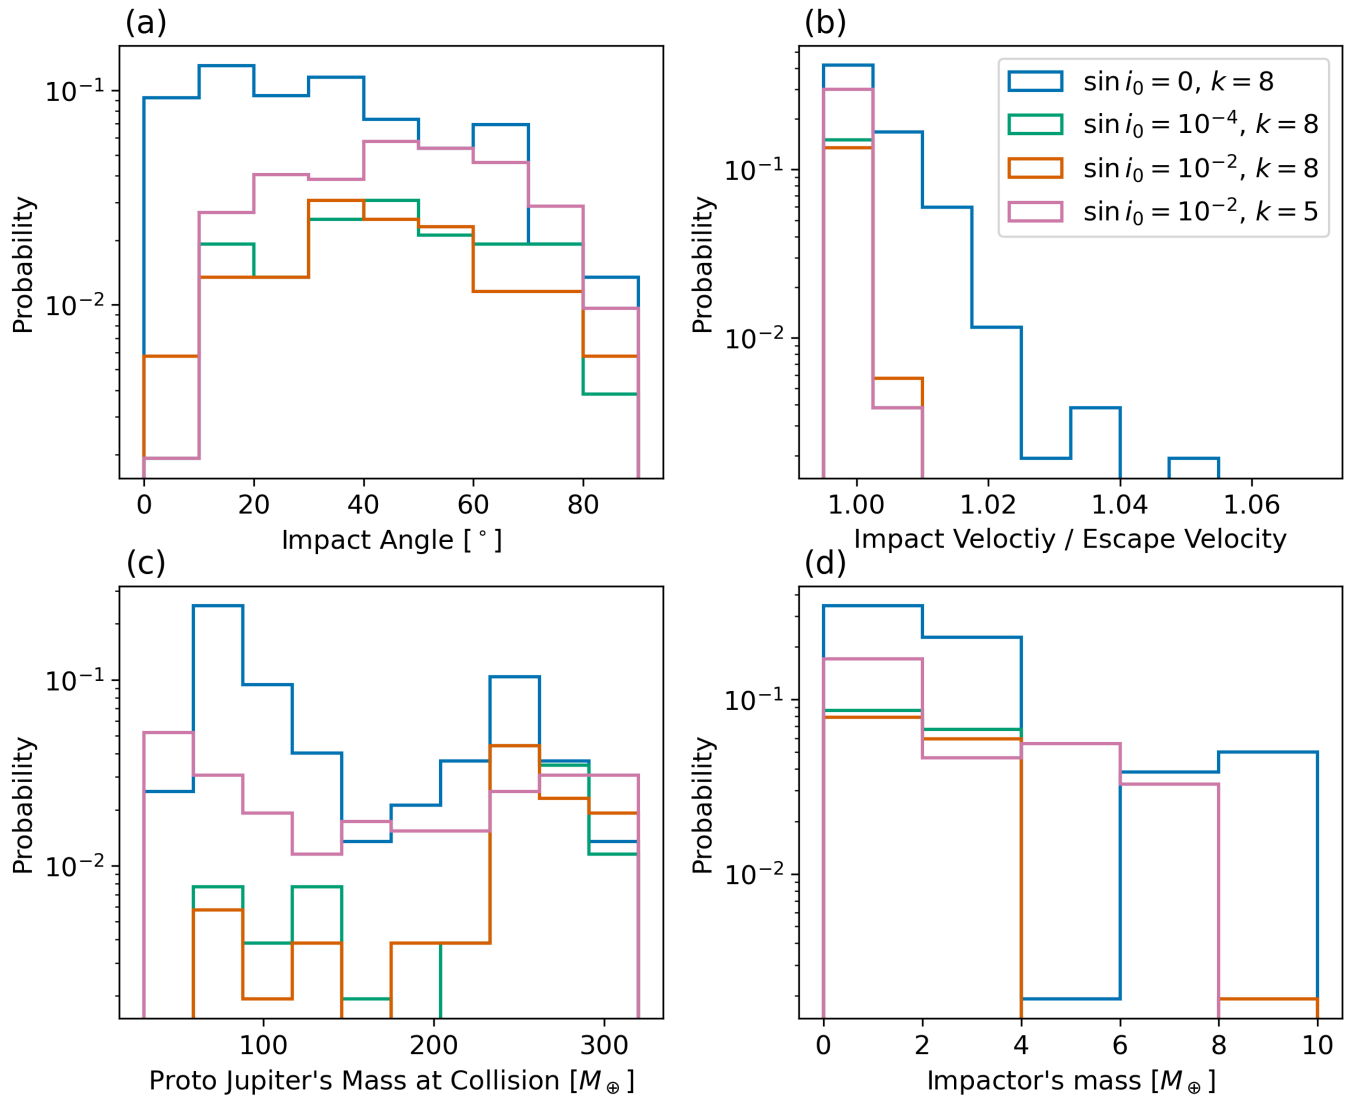 (a)
Probability
10⁻¹
10⁻²
0 20 40 60 80
Impact Angle [°]
(b)
Probability
10⁻¹
10⁻²
sin i₀ = 0, k = 8
sin i₀ = 10⁻⁴, k = 8
sin i₀ = 10⁻², k = 8
sin i₀ = 10⁻², k = 5
1.00 1.02 1.04 1.06
Impact Veloctiy / Escape Velocity
(c)
Probability
10⁻¹
10⁻²
100 200 300
Proto Jupiter's Mass at Collision [M⊕]
(d)
Probability
10⁻¹
10⁻²
0 2 4 6 8 10
Impactor's mass [M⊕]